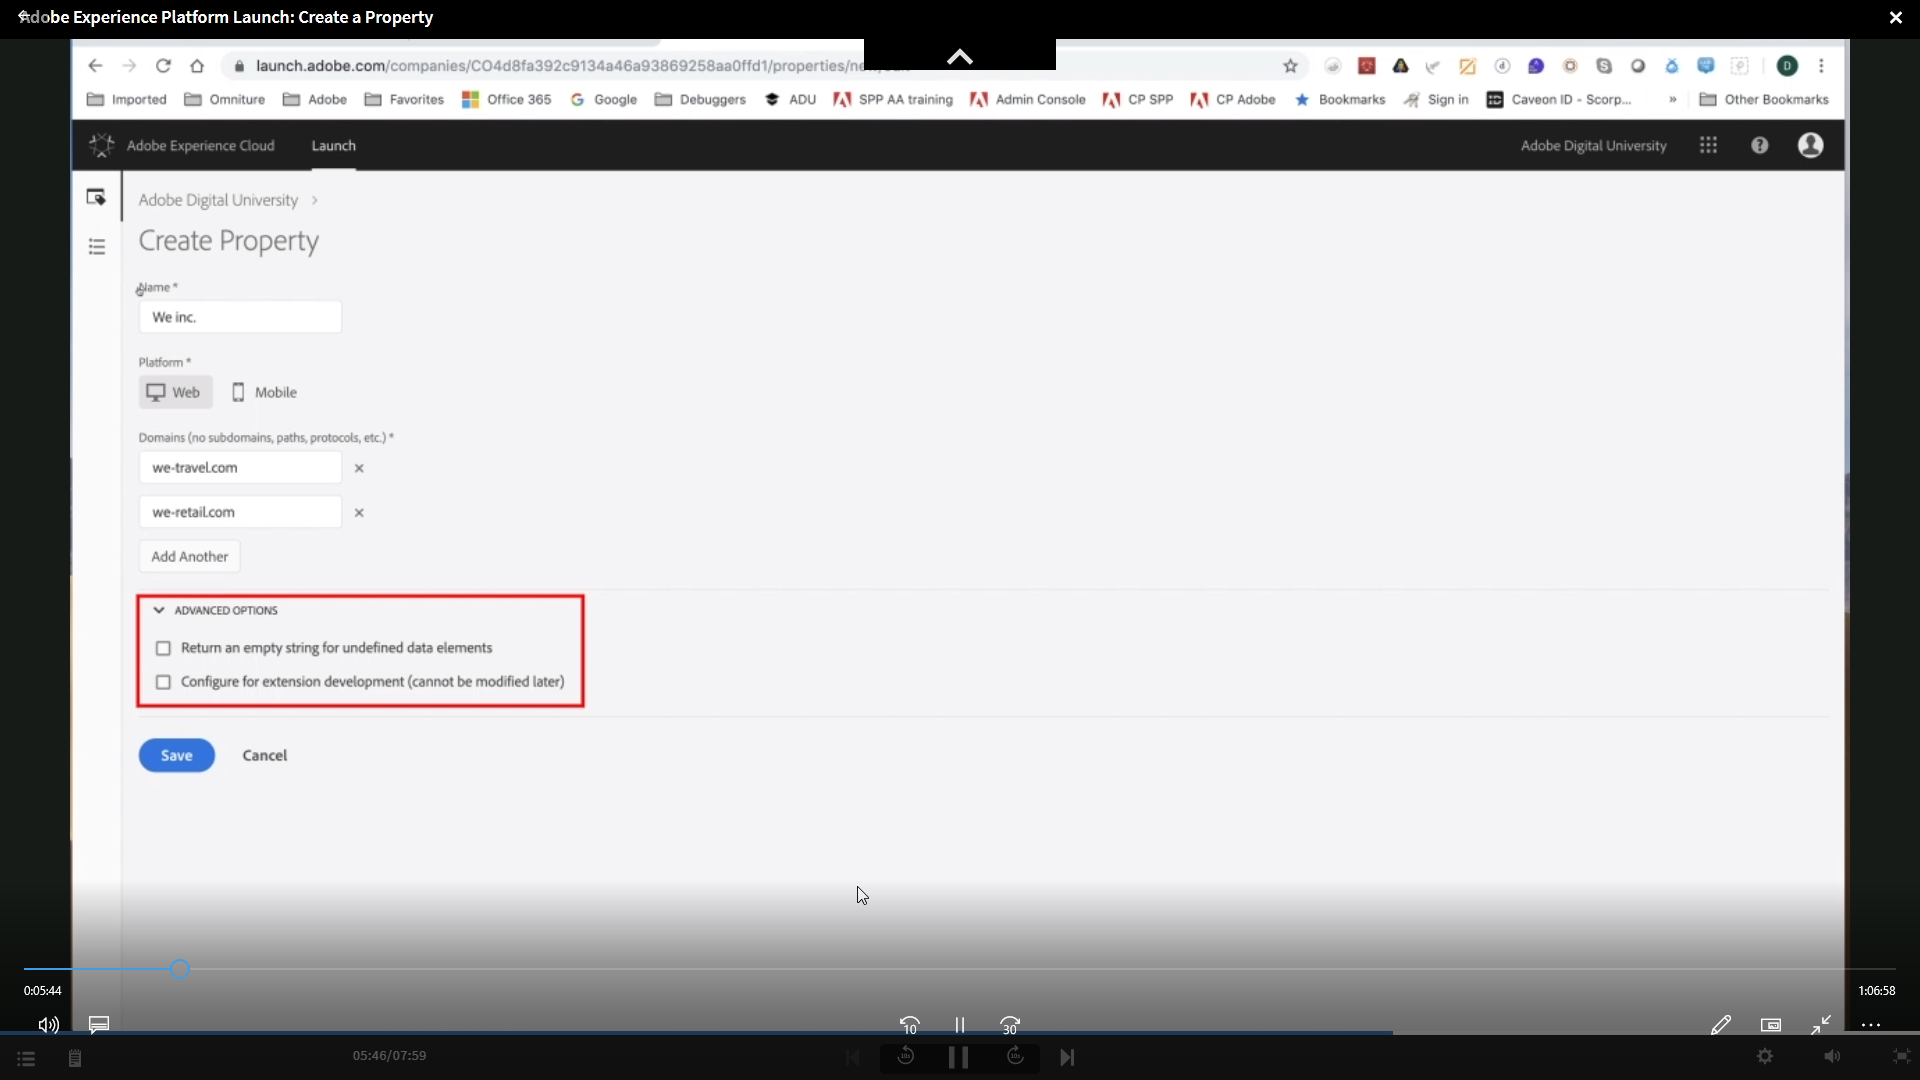 Adobe Experience Platform Launch: Create a Property
launch.adobe.com/companies/CO4d8fa392c9134a46a93869258aa0ffd1/properties/ne
Imported Omniture Adobe Favorites Office 365 Google Debuggers ADU SPP AA training Admin Console CP SPP CP Adobe Bookmarks Sign in Caveon ID - Scorp... » Other Bookmarks
Adobe Experience Cloud Launch Adobe Digital University
Adobe Digital University >
Create Property
Name *
We inc.
Platform *
Web Mobile
Domains (no subdomains, paths, protocols, etc.) *
we-travel.com
we-retail.com
Add Another
ADVANCED OPTIONS
Return an empty string for undefined data elements
Configure for extension development (cannot be modified later)
Save Cancel
0:05:44 1:06:58
10 30
05:46/07:59